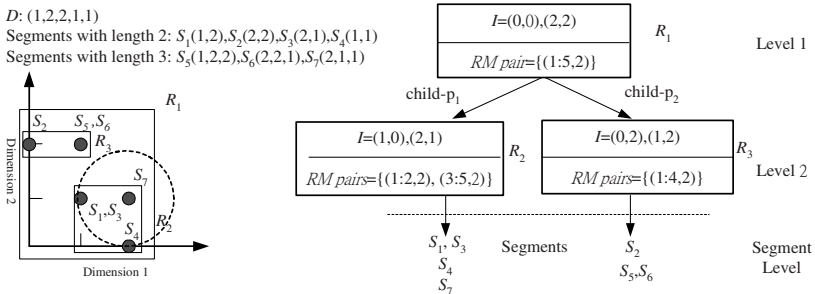 D: (1,2,2,1,1)
Segments with length 2: S1(1,2),S2(2,2),S3(2,1),S4(1,1)
Segments with length 3: S5(1,2,2),S6(2,2,1),S7(2,1,1)
R1
S2
S5,S6
R3
S7
S1,S3
R2
S4
Dimension 2
Dimension 1
I=(0,0),(2,2)
RM pair={(1:5,2)}
R1
Level 1
child-p1
child-p2
I=(1,0),(2,1)
RM pairs={(1:2,2), (3:5,2)}
R2
I=(0,2),(1,2)
RM pairs={(1:4,2)}
R3
Level 2
S1, S3
S4
S7
Segments
S2
S5,S6
Segment
Level